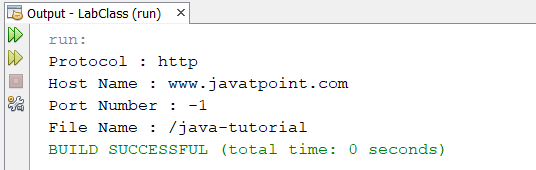 Output - LabClass (run)
run:
Protocol : http
Host Name : www.javatpoint.com
Port Number : -1
File Name : /java-tutorial
BUILD SUCCESSFUL (total time: 0 seconds)